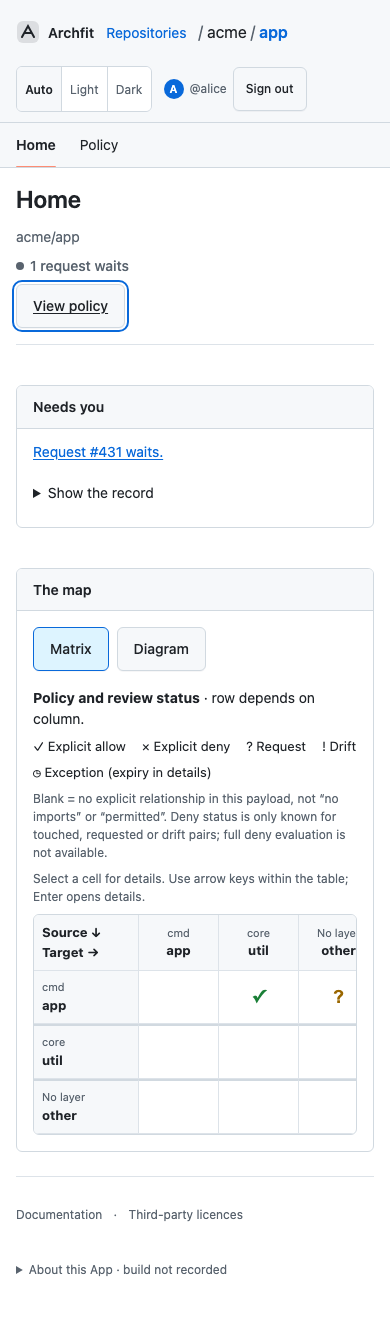 Archfit Repositories / acme / app
Auto Light Dark A @alice Sign out
Home Policy
Home
acme/app
1 request waits
View policy
Needs you
Request #431 waits.
▶ Show the record
The map
Matrix Diagram
Policy and review status · row depends on
column.
✓ Explicit allow × Explicit deny ? Request ! Drift
◷ Exception (expiry in details)
Blank = no explicit relationship in this payload, not “no
imports” or “permitted”. Deny status is only known for
touched, requested or drift pairs; full deny evaluation is
not available.
Select a cell for details. Use arrow keys within the table;
Enter opens details.
Source ↓ cmd core No laye
Target → app util other
cmd
app ✓ ?
core
util
No layer
other
Documentation · Third-party licences
▶ About this App · build not recorded